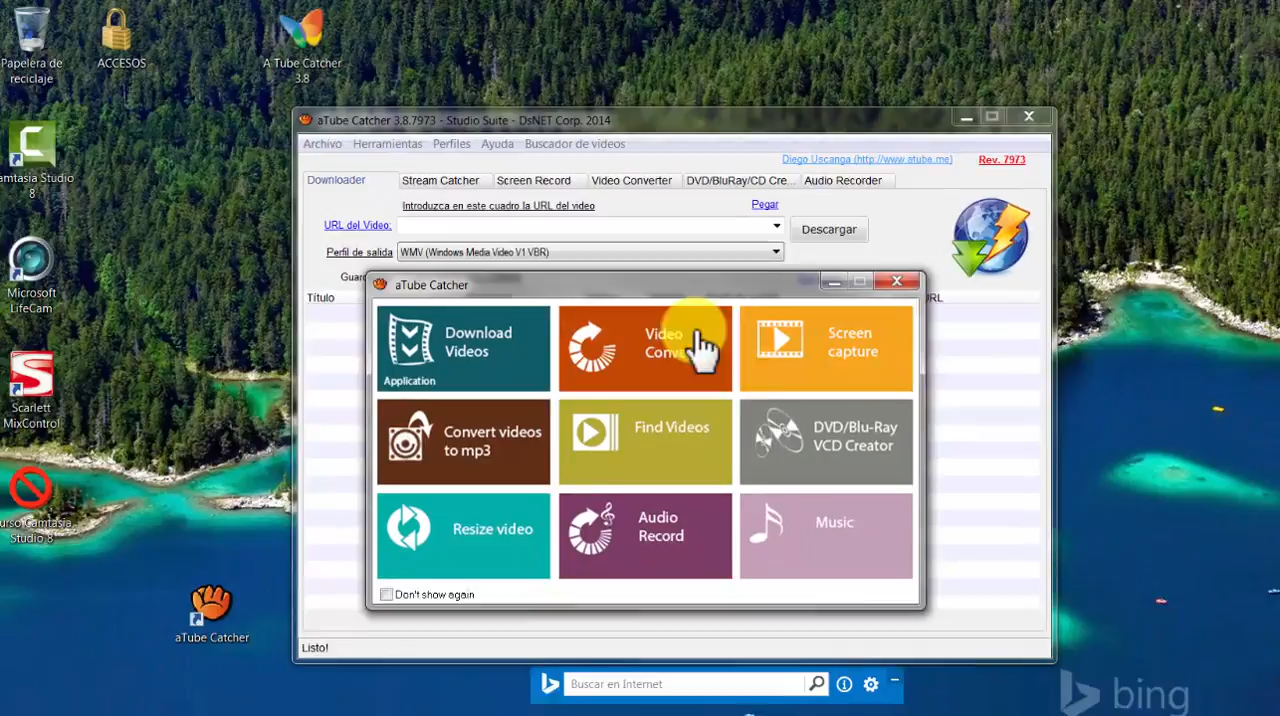 Papelera de
reciclaje
ACCESOS
A Tube Catcher
3.8
amtasia Studio
8
Microsoft
LifeCam
Scarlett
MixControl
urso Camtasia
Studio 8
aTube Catcher
aTube Catcher 3.8.7973 - Studio Suite - DsNET Corp. 2014
Archivo Herramientas Perfiles Ayuda Buscador de videos
Diego Uscanga (http://www.atube.me) Rev. 7973
Downloader Stream Catcher Screen Record Video Converter DVD/BluRay/CD Cre... Audio Recorder
Introduzca en este cuadro la URL del video Pegar
URL del Video: Descargar
Perfil de salida WMV (Windows Media Video V1 VBR)
Guar
Título RL
aTube Catcher
Download
Videos
Application
Video
Conve
Screen
capture
Convert videos
to mp3
Find Videos
DVD/Blu-Ray
VCD Creator
Resize video
Audio
Record
Music
Don't show again
Listo!
Buscar en Internet
bing